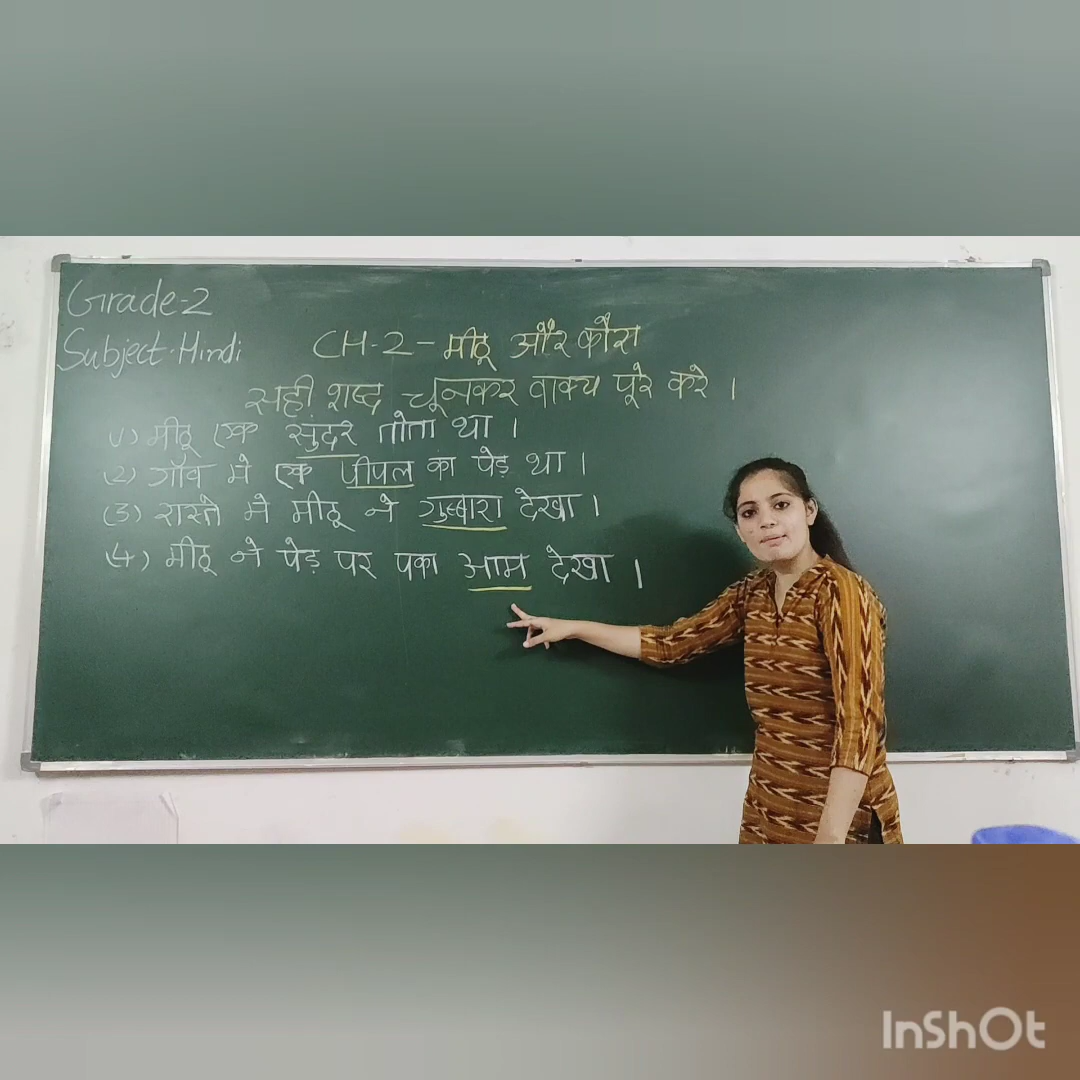 Grade-2
Subject-Hindi
CH-2-मीठू और कौरा
सही शब्द चूनकर वाक्य पूरे करे ।
(1) मीठू एक सुंदर तोता था ।
(2) गाँव मे एक पीपल का पेड़ था ।
(3) रास्ते मे मीठू ने गुब्बारा देखा ।
(4) मीठू ने पेड़ पर पका आम देखा ।
InShOt